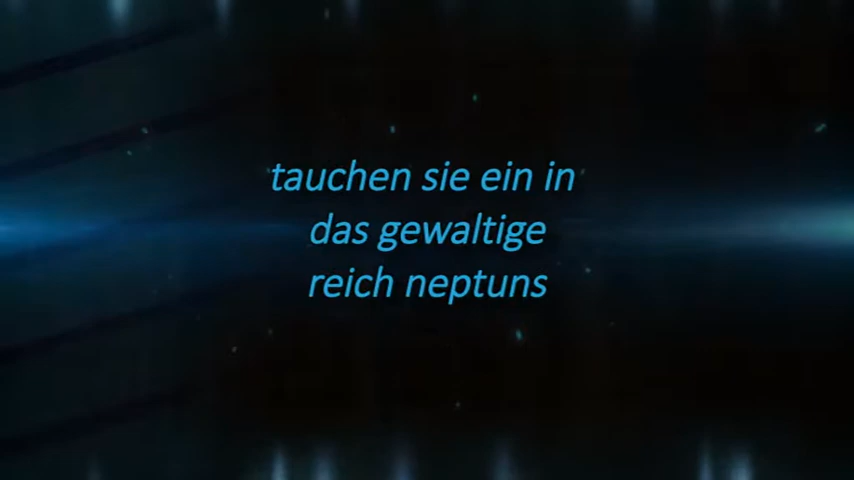 tauchen sie ein in
das gewaltige
reich neptuns